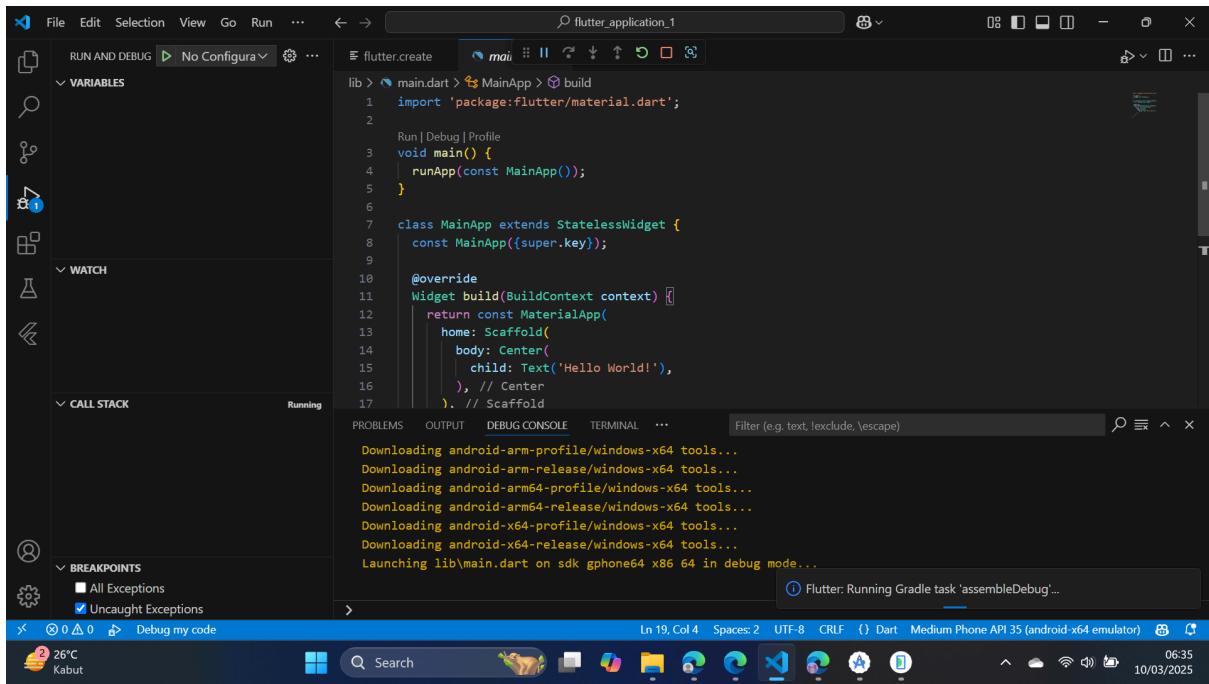 File Edit Selection View Go Run ···
flutter_application_1
RUN AND DEBUG No Configura
VARIABLES
WATCH
CALL STACK Running
BREAKPOINTS
All Exceptions
Uncaught Exceptions
1
flutter.create
lib > main.dart > MainApp > build
1 import 'package:flutter/material.dart';
2
Run | Debug | Profile
3 void main() {
4 runApp(const MainApp());
5 }
6
7 class MainApp extends StatelessWidget {
8 const MainApp({super.key});
9
10 @override
11 Widget build(BuildContext context) {
12 return const MaterialApp(
13 home: Scaffold(
14 body: Center(
15 child: Text('Hello World!'),
16 ), // Center
17 ), // Scaffold
PROBLEMS OUTPUT DEBUG CONSOLE TERMINAL ···
Filter (e.g. text, !exclude, \escape)
Downloading android-arm-profile/windows-x64 tools...
Downloading android-arm-release/windows-x64 tools...
Downloading android-arm64-profile/windows-x64 tools...
Downloading android-arm64-release/windows-x64 tools...
Downloading android-x64-profile/windows-x64 tools...
Downloading android-x64-release/windows-x64 tools...
Launching lib\main.dart on sdk gphone64 x86 64 in debug mode...
Flutter: Running Gradle task 'assembleDebug'...
0 0 Debug my code
Ln 19, Col 4 Spaces: 2 UTF-8 CRLF {} Dart Medium Phone API 35 (android-x64 emulator)
2
26°C
Kabut
Search
06:35
10/03/2025